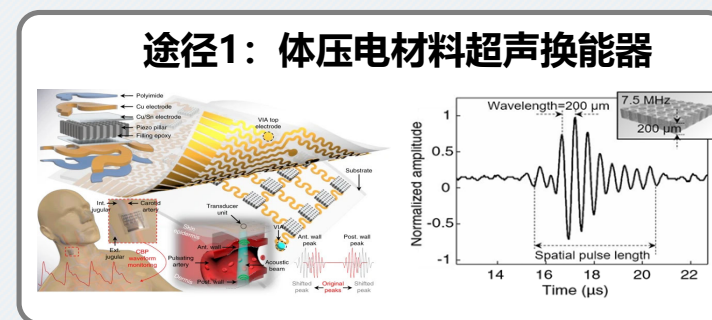 途径1：体压电材料超声换能器
Polyimide
Cu electrode
Cu/Sn electrode
Piezo pillar
Filling epoxy
VIA top
electrode
Substrate
Int.
jugular
Carotid
artery
Ext.
jugular
CBP
waveform
monitoring
Transducer
unit
VIA
Ant. wall
Pulsating
artery
Post. wall
Acoustic
beam
Ant. wall
peak
Post. wall
peak
Shifted
peak
Original
peaks
Shifted
peak
Wavelength=200 μm
7.5 MHz
200 μm
Normalized amplitude
1
0.5
0
-0.5
-1
Spatial pulse length
14 16 18 20 22
Time (μs)